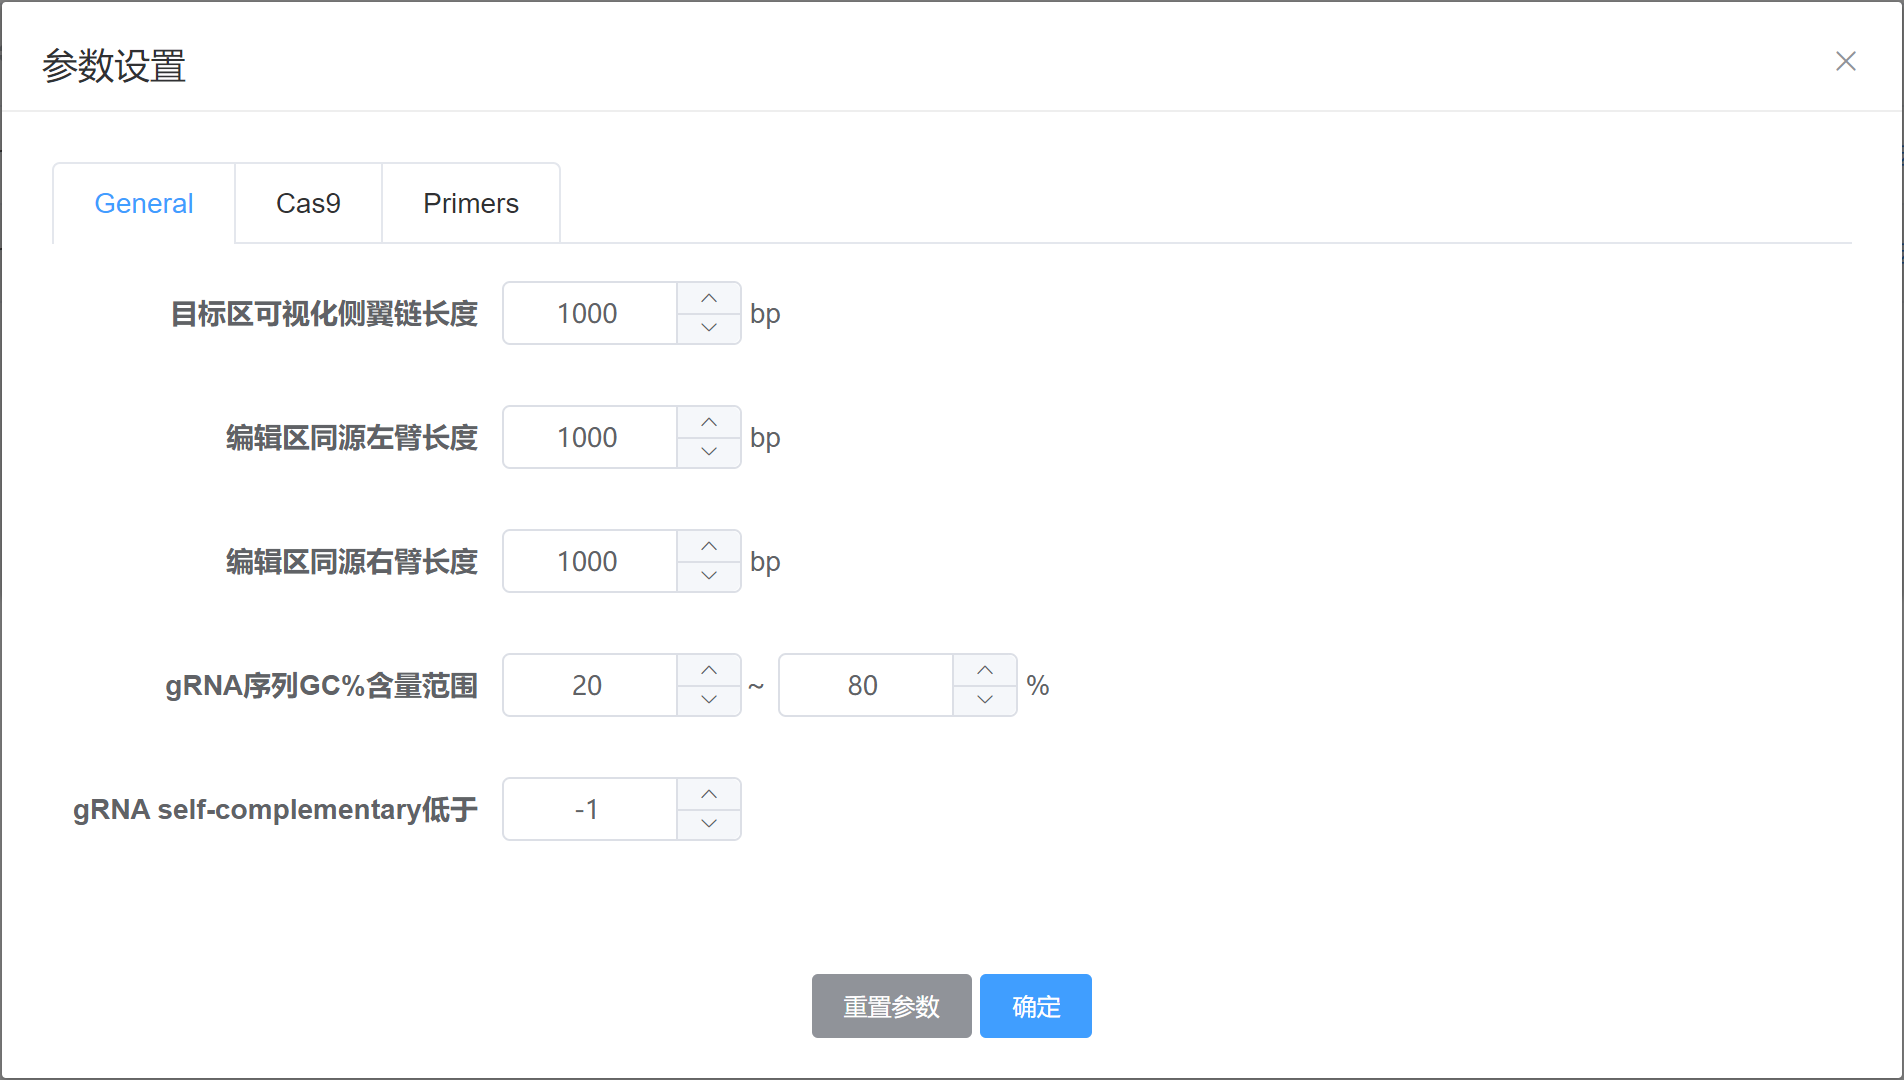 参数设置
General Cas9 Primers
目标区可视化侧翼链长度 1000 bp
编辑区同源左臂长度 1000 bp
编辑区同源右臂长度 1000 bp
gRNA序列GC%含量范围 20 ~ 80 %
gRNA self-complementary低于 -1
重置参数 确定